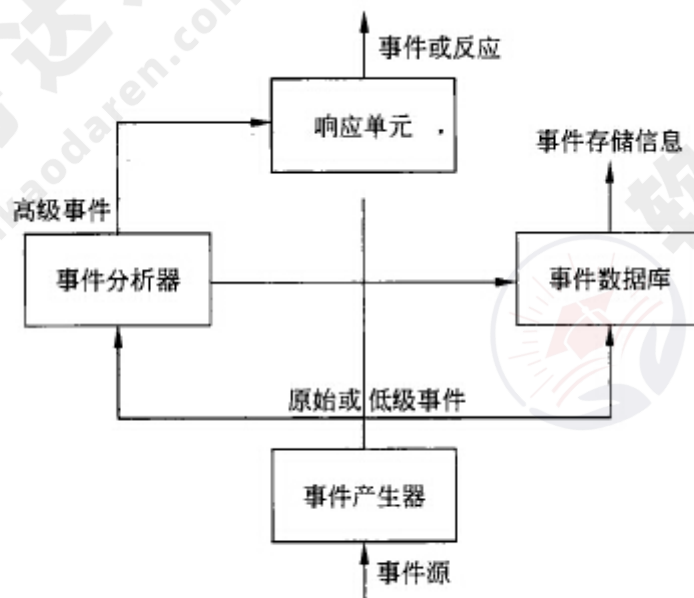 事件或反应
响应单元
事件存储信息
高级事件
事件分析器
事件数据库
原始或低级事件
事件产生器
事件源